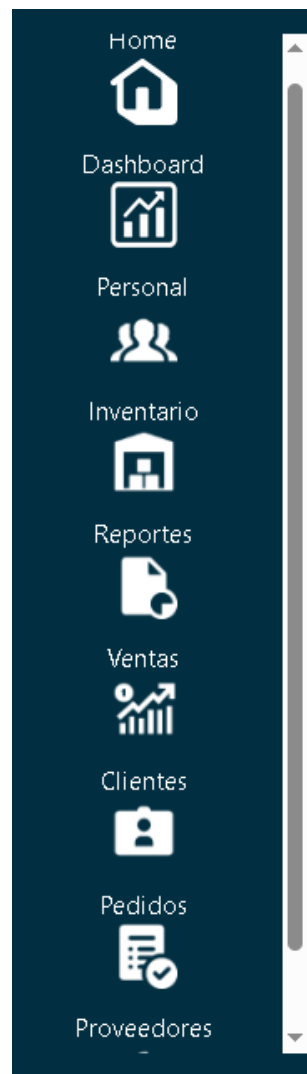 Home
Dashboard
Personal
Inventario
Reportes
Ventas
Clientes
Pedidos
Proveedores